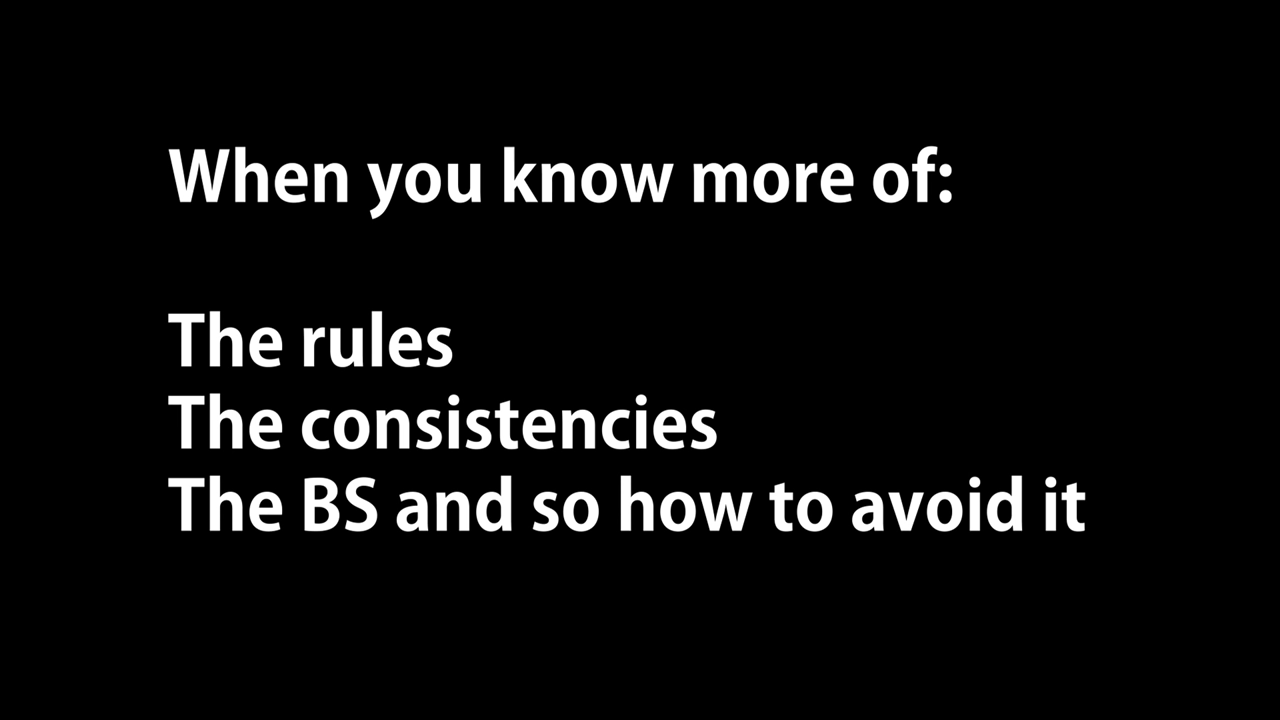 When you know more of:
The rules
The consistencies
The BS and so how to avoid it